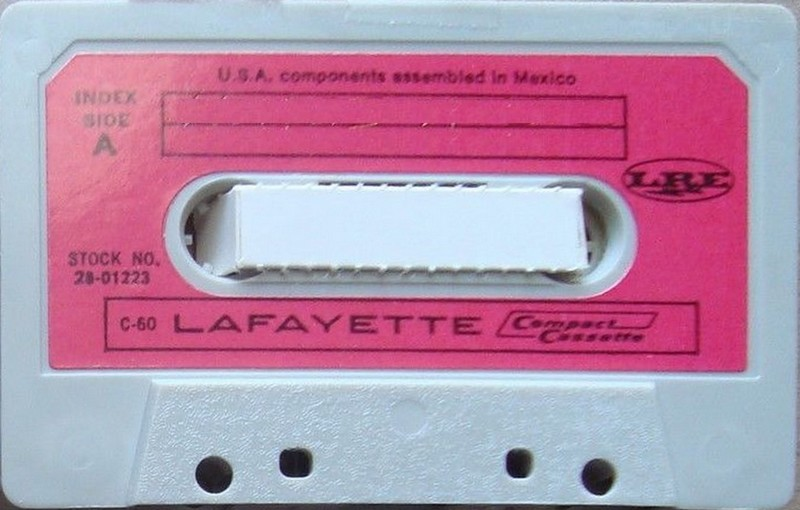 U.S.A. components assembled in Mexico
INDEX
SIDE
A
LRE
STOCK NO.
28-01223
C-60 LAFAYETTE Compact
Cassette